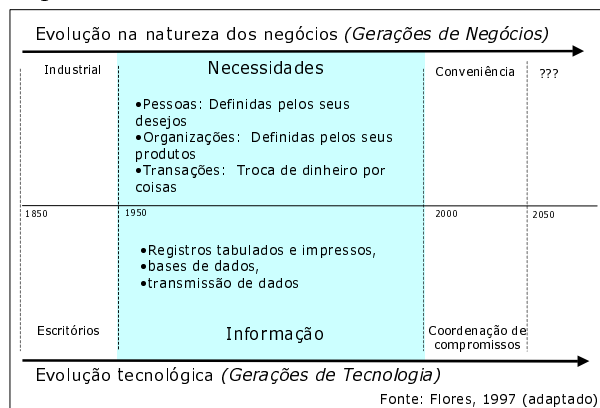 Evolução na natureza dos negócios (Gerações de Negócios)
Industrial
Necessidades
Conveniência
???
•Pessoas: Definidas pelos seus
desejos
•Organizações: Definidas pelos seus
produtos
•Transações: Troca de dinheiro por
coisas
1850
1950
2000
2050
•Registros tabulados e impressos,
•bases de dados,
•transmissão de dados
Escritórios
Informação
Coordenação de
compromissos
Evolução tecnológica (Gerações de Tecnologia)
Fonte: Flores, 1997 (adaptado)